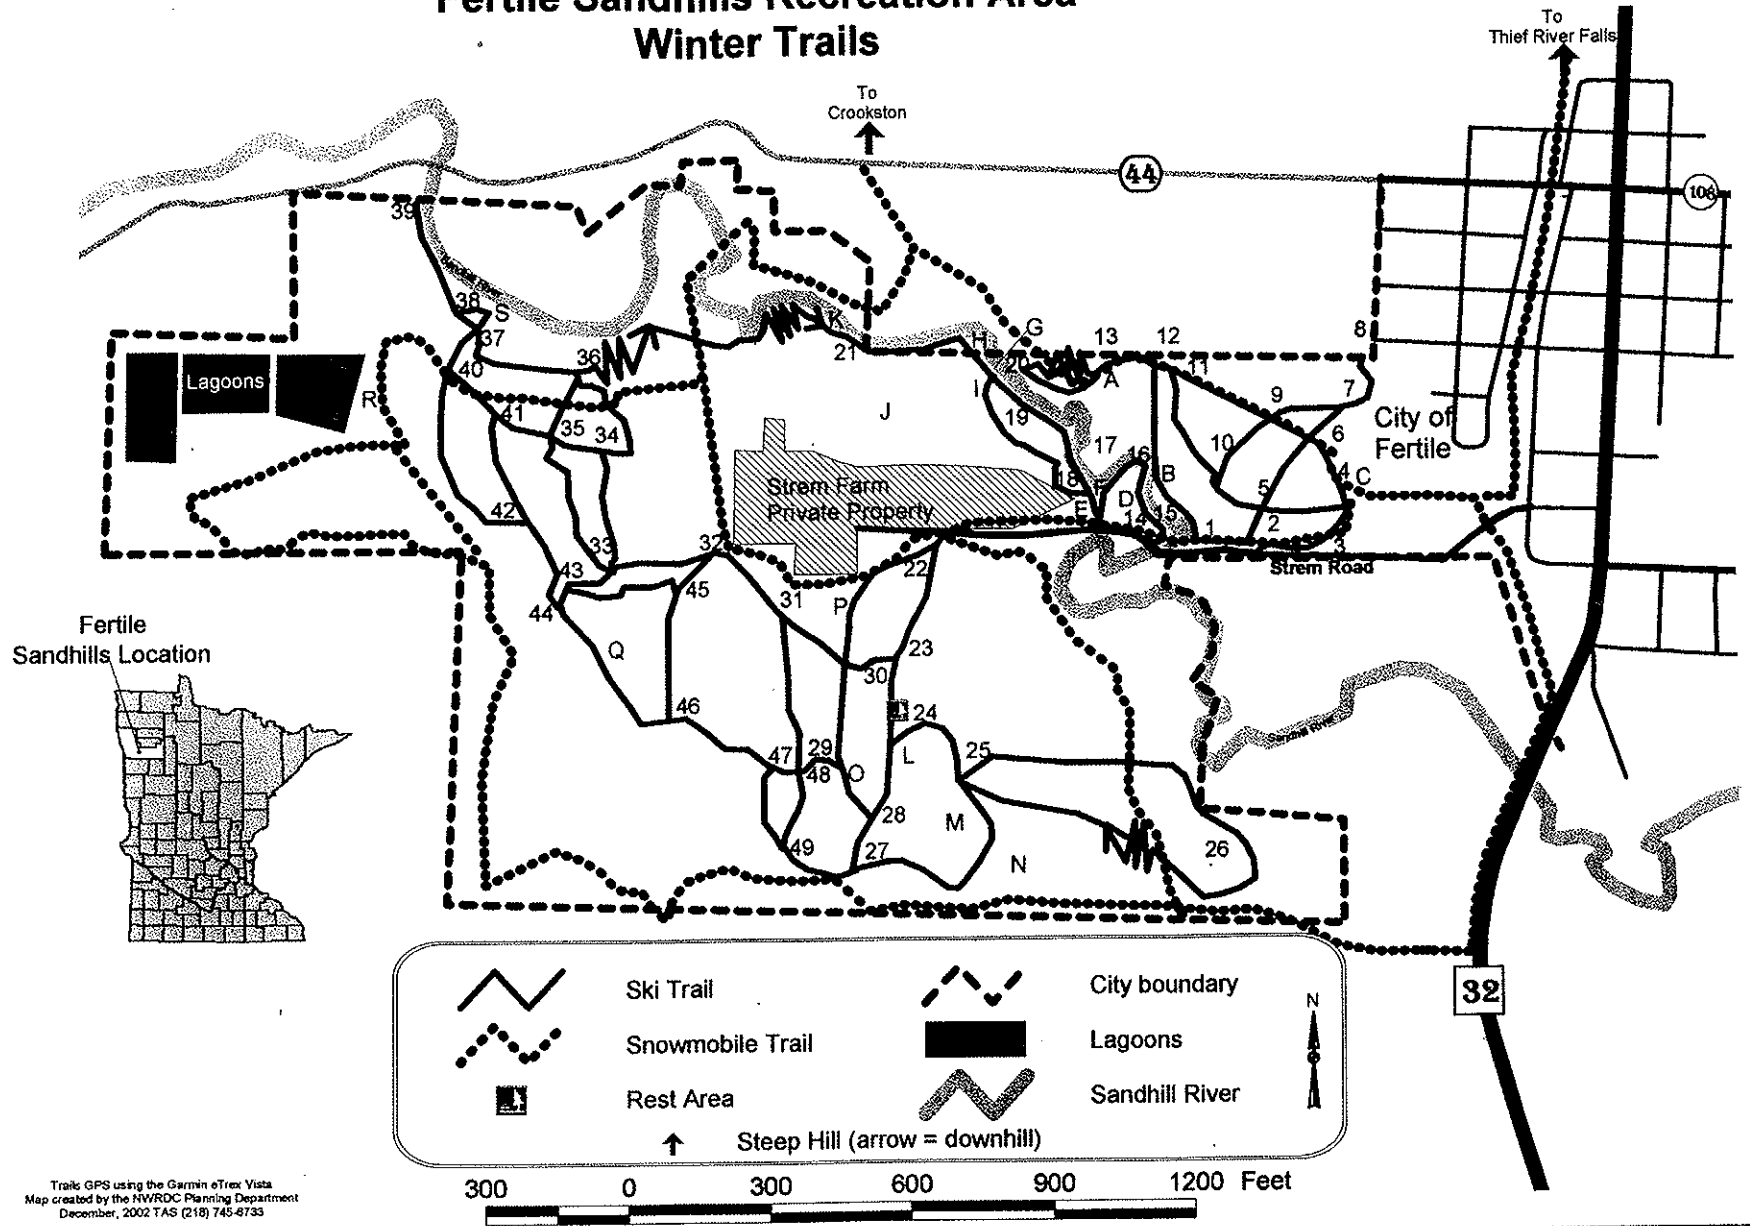 Fertile Sandhills Recreation Area
Winter Trails
To
Crookston
To
Thief River Falls
44
108
39
38
S
37
36
K
21
H
G
20
13
12
A
11
8
7
9
Lagoons
40
R
41
35
34
I
19
J
17
16
10
6
City of
Fertile
B
18
F
E
D
14
15
1
5
2
4
C
3
Strem Farm
Private Property
Strem Road
42
33
32
43
44
45
31
P
22
23
30
Q
46
24
L
25
47
29
48
O
28
M
49
27
N
26
Sandhill River
Sandhill River
Fertile
Sandhills Location
32
Ski Trail
Snowmobile Trail
Rest Area
Steep Hill (arrow = downhill)
City boundary
Lagoons
Sandhill River
N
300 0 300 600 900 1200 Feet
Trails GPS using the Garmin eTrex Vista
Map created by the NWRDC Planning Department
December, 2002 TAS (218) 745-6733